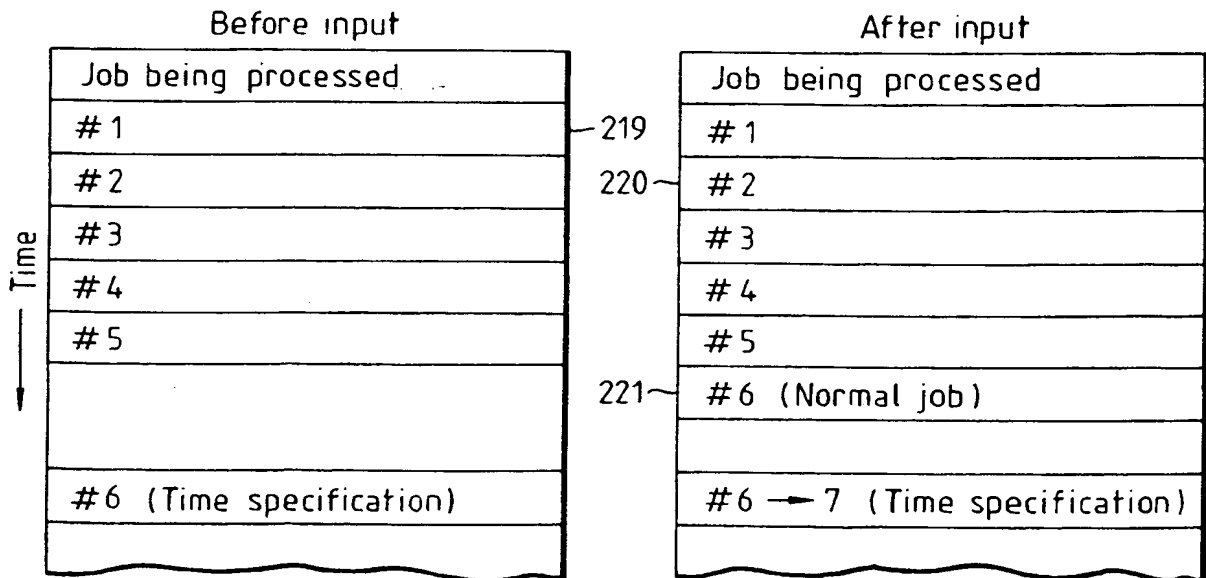 Before input
Job being processed
#1
#2
#3
#4
#5
#6 (Time specification)
Time
219
220
221
After input
Job being processed
#1
#2
#3
#4
#5
#6 (Normal job)
#6 → 7 (Time specification)